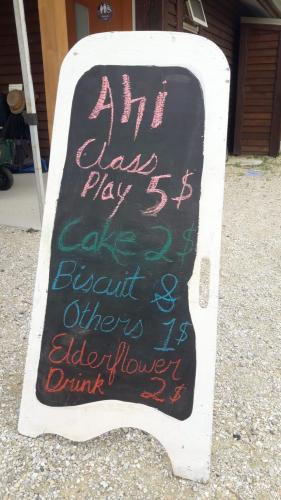 Ahi
Class
Play 5$
Cake 2$
Biscuit &
Others 1$
Elderflower
Drink 2$